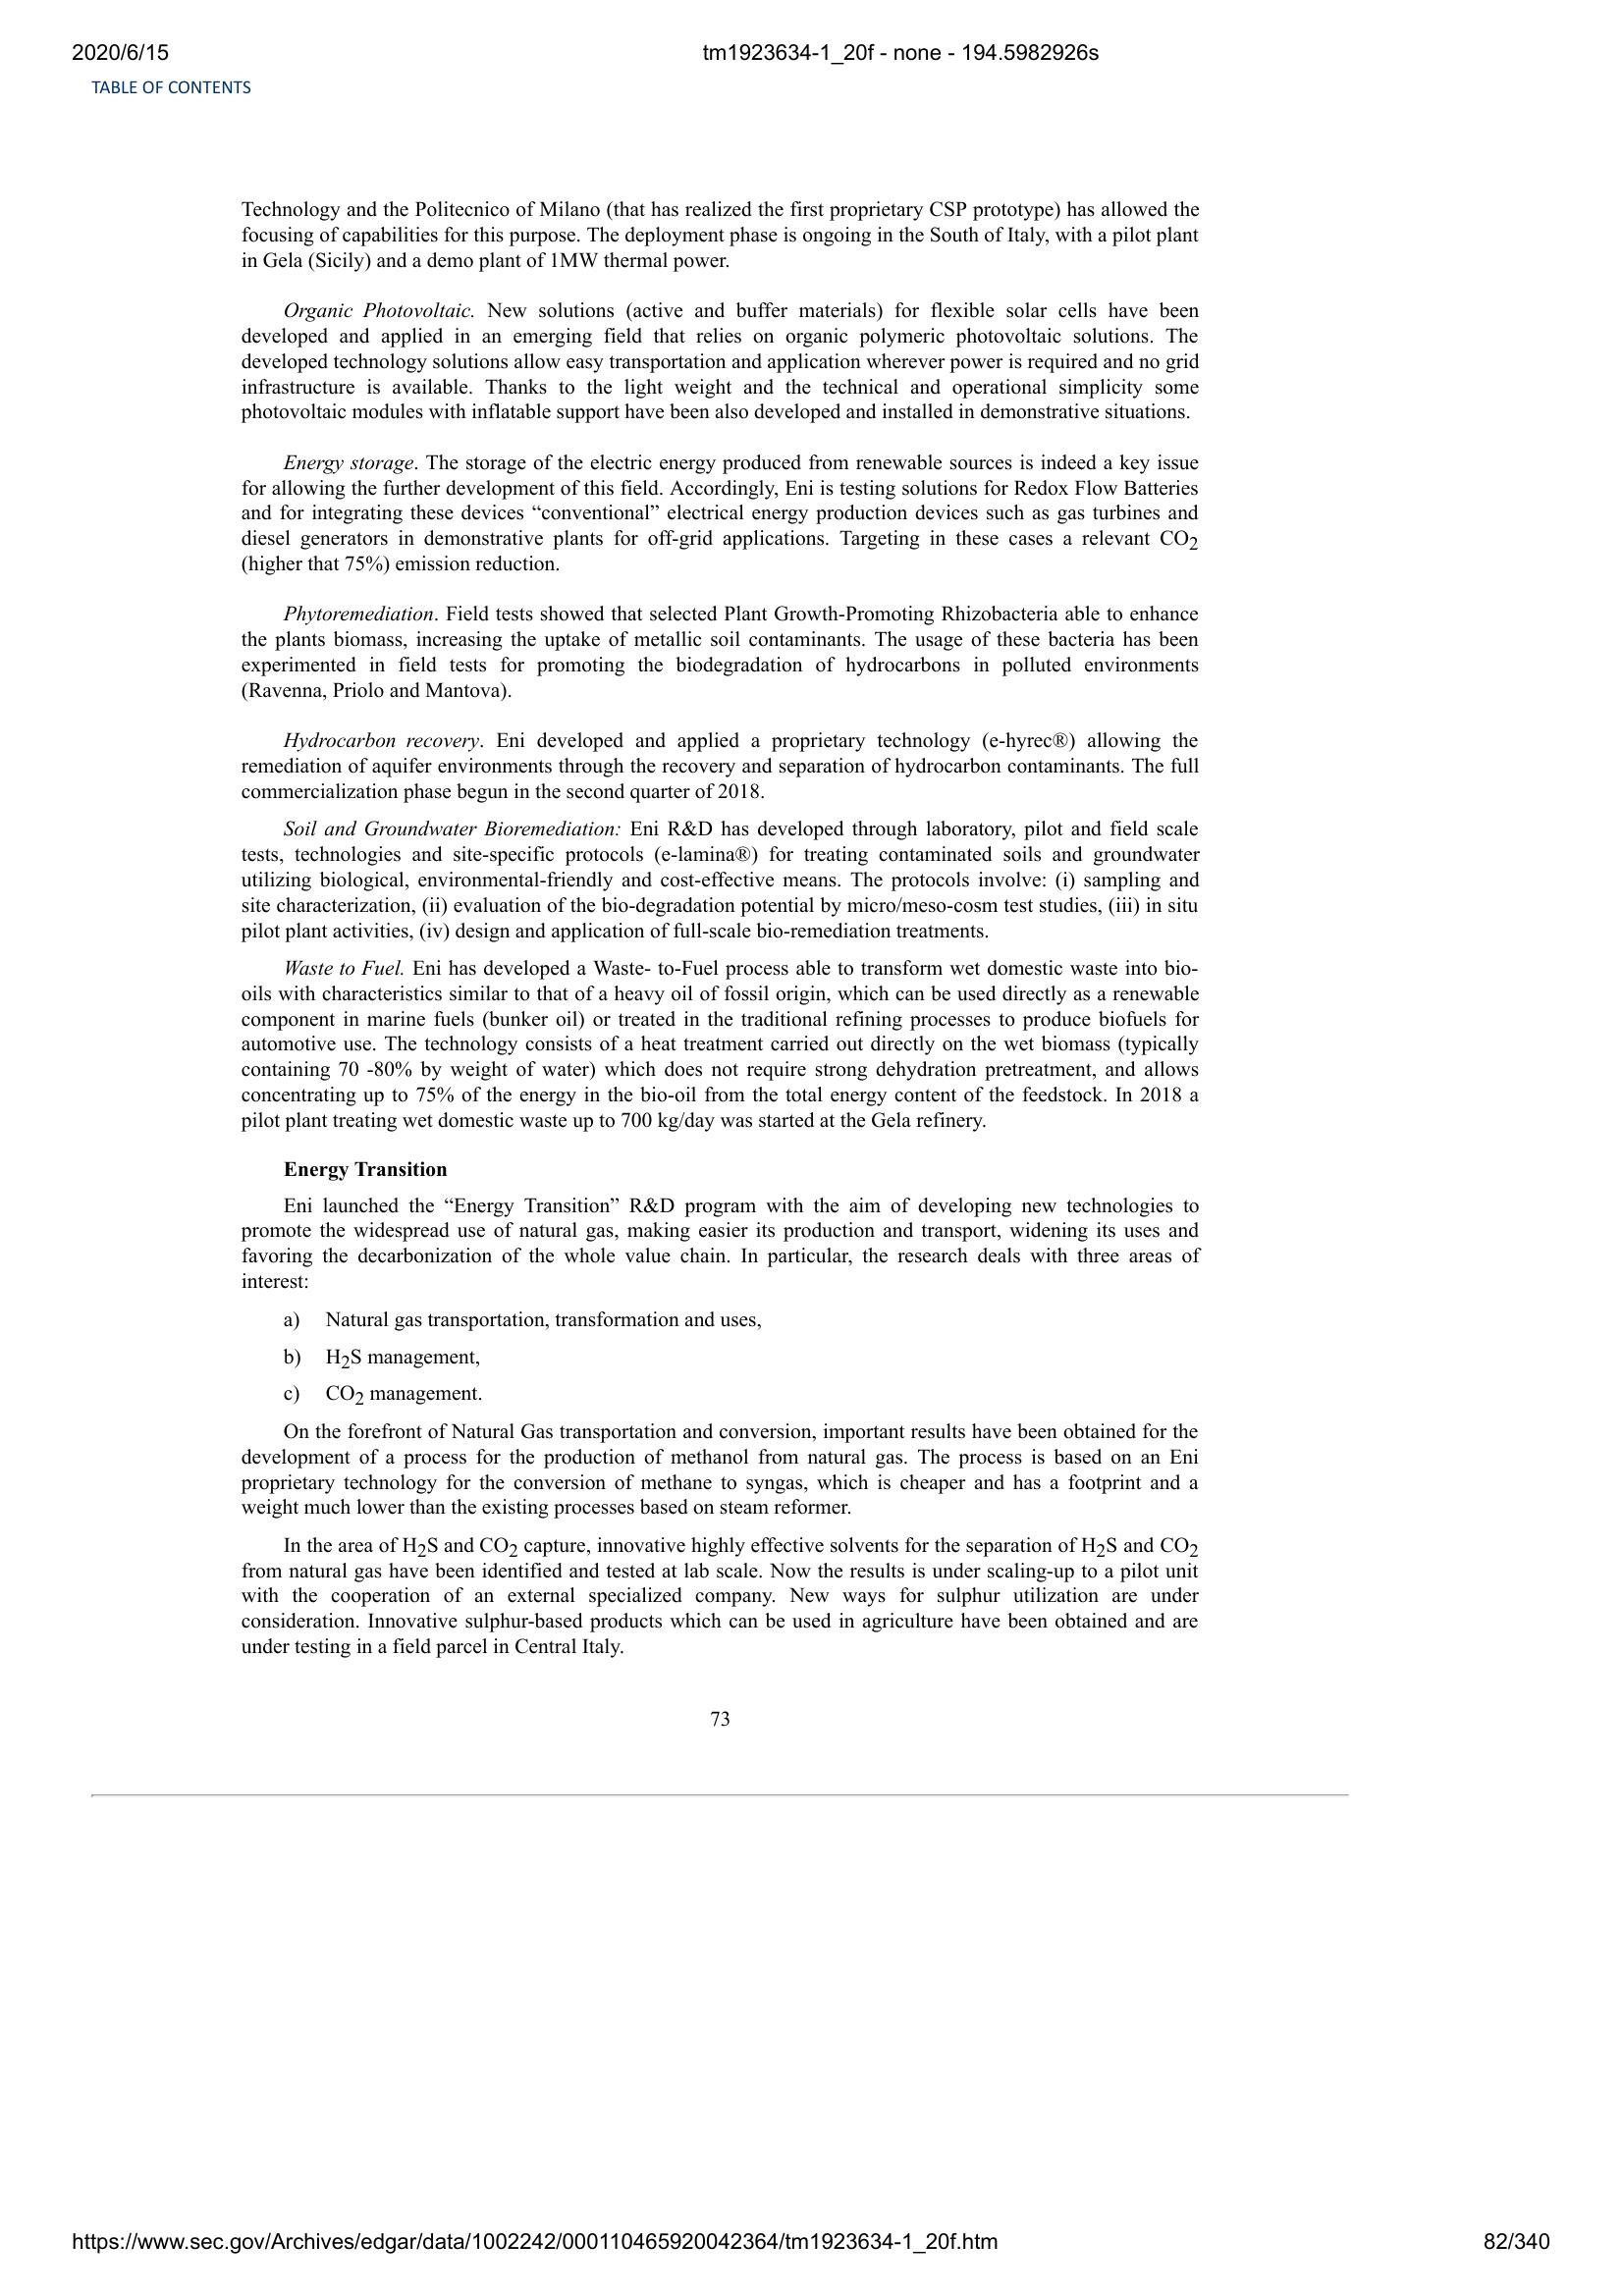 2020/6/15
tm1923634-1_20f - none - 194.5982926s
TABLE OF CONTENTS
Technology and the Politecnico of Milano (that has realized the first proprietary CSP prototype) has allowed the
focusing of capabilities for this purpose. The deployment phase is ongoing in the South of Italy, with a pilot plant
in Gela (Sicily) and a demo plant of 1MW thermal power.
Organic Photovoltaic. New solutions (active and buffer materials) for flexible solar cells have been
developed and applied in an emerging field that relies on organic polymeric photovoltaic solutions. The
developed technology solutions allow easy transportation and application wherever power is required and no grid
infrastructure is available. Thanks to the light weight and the technical and operational simplicity some
photovoltaic modules with inflatable support have been also developed and installed in demonstrative situations.
Energy storage. The storage of the electric energy produced from renewable sources is indeed a key issue
for allowing the further development of this field. Accordingly, Eni is testing solutions for Redox Flow Batteries
and for integrating these devices “conventional” electrical energy production devices such as gas turbines and
diesel generators in demonstrative plants for off-grid applications. Targeting in these cases a relevant CO2
(higher that 75%) emission reduction.
Phytoremediation. Field tests showed that selected Plant Growth-Promoting Rhizobacteria able to enhance
the plants biomass, increasing the uptake of metallic soil contaminants. The usage of these bacteria has been
experimented in field tests for promoting the biodegradation of hydrocarbons in polluted environments
(Ravenna, Priolo and Mantova).
Hydrocarbon recovery. Eni developed and applied a proprietary technology (e-hyrec®) allowing the
remediation of aquifer environments through the recovery and separation of hydrocarbon contaminants. The full
commercialization phase begun in the second quarter of 2018.
Soil and Groundwater Bioremediation: Eni R&D has developed through laboratory, pilot and field scale
tests, technologies and site-specific protocols (e-lamina®) for treating contaminated soils and groundwater
utilizing biological, environmental-friendly and cost-effective means. The protocols involve: (i) sampling and
site characterization, (ii) evaluation of the bio-degradation potential by micro/meso-cosm test studies, (iii) in situ
pilot plant activities, (iv) design and application of full-scale bio-remediation treatments.
Waste to Fuel. Eni has developed a Waste- to-Fuel process able to transform wet domestic waste into bio-
oils with characteristics similar to that of a heavy oil of fossil origin, which can be used directly as a renewable
component in marine fuels (bunker oil) or treated in the traditional refining processes to produce biofuels for
automotive use. The technology consists of a heat treatment carried out directly on the wet biomass (typically
containing 70 -80% by weight of water) which does not require strong dehydration pretreatment, and allows
concentrating up to 75% of the energy in the bio-oil from the total energy content of the feedstock. In 2018 a
pilot plant treating wet domestic waste up to 700 kg/day was started at the Gela refinery.
Energy Transition
Eni launched the “Energy Transition” R&D program with the aim of developing new technologies to
promote the widespread use of natural gas, making easier its production and transport, widening its uses and
favoring the decarbonization of the whole value chain. In particular, the research deals with three areas of
interest:
a) Natural gas transportation, transformation and uses,
b) H2S management,
c) CO2 management.
On the forefront of Natural Gas transportation and conversion, important results have been obtained for the
development of a process for the production of methanol from natural gas. The process is based on an Eni
proprietary technology for the conversion of methane to syngas, which is cheaper and has a footprint and a
weight much lower than the existing processes based on steam reformer.
In the area of H2S and CO2 capture, innovative highly effective solvents for the separation of H2S and CO2
from natural gas have been identified and tested at lab scale. Now the results is under scaling-up to a pilot unit
with the cooperation of an external specialized company. New ways for sulphur utilization are under
consideration. Innovative sulphur-based products which can be used in agriculture have been obtained and are
under testing in a field parcel in Central Italy.
73
https://www.sec.gov/Archives/edgar/data/1002242/000110465920042364/tm1923634-1_20f.htm
82/340